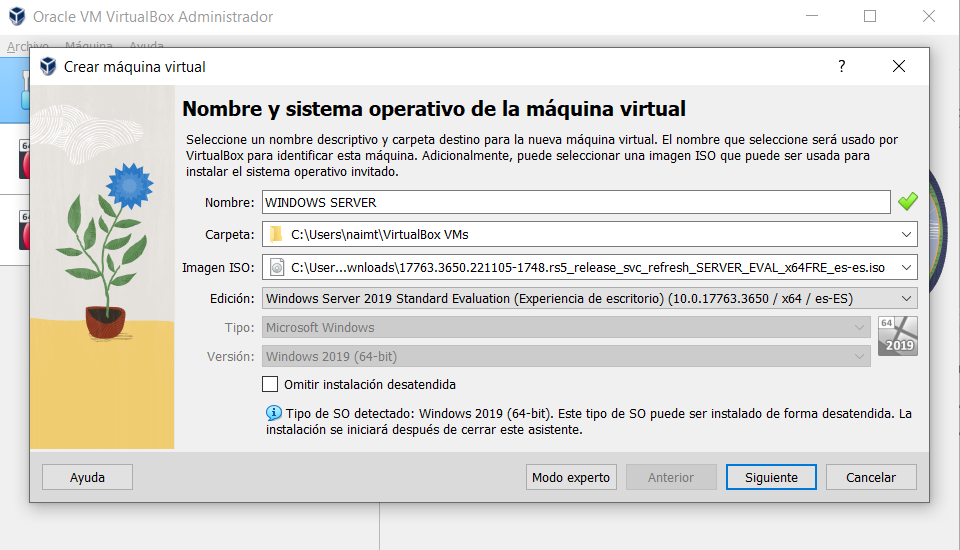 Oracle VM VirtualBox Administrador
Archivo Máquina Ayuda
Crear máquina virtual
?
Nombre y sistema operativo de la máquina virtual
Seleccione un nombre descriptivo y carpeta destino para la nueva máquina virtual. El nombre que seleccione será usado por
VirtualBox para identificar esta máquina. Adicionalmente, puede seleccionar una imagen ISO que puede ser usada para
instalar el sistema operativo invitado.
Nombre: WINDOWS SERVER
Carpeta: C:\Users\naimt\VirtualBox VMs
Imagen ISO: C:\User...wnloads\17763.3650.221105-1748.rs5_release_svc_refresh_SERVER_EVAL_x64FRE_es-es.iso
Edición: Windows Server 2019 Standard Evaluation (Experiencia de escritorio) (10.0.17763.3650 / x64 / es-ES)
Tipo: Microsoft Windows
64
2019
Versión: Windows 2019 (64-bit)
Omitir instalación desatendida
Tipo de SO detectado: Windows 2019 (64-bit). Este tipo de SO puede ser instalado de forma desatendida. La
instalación se iniciará después de cerrar este asistente.
Ayuda Modo experto Anterior Siguiente Cancelar
64
64